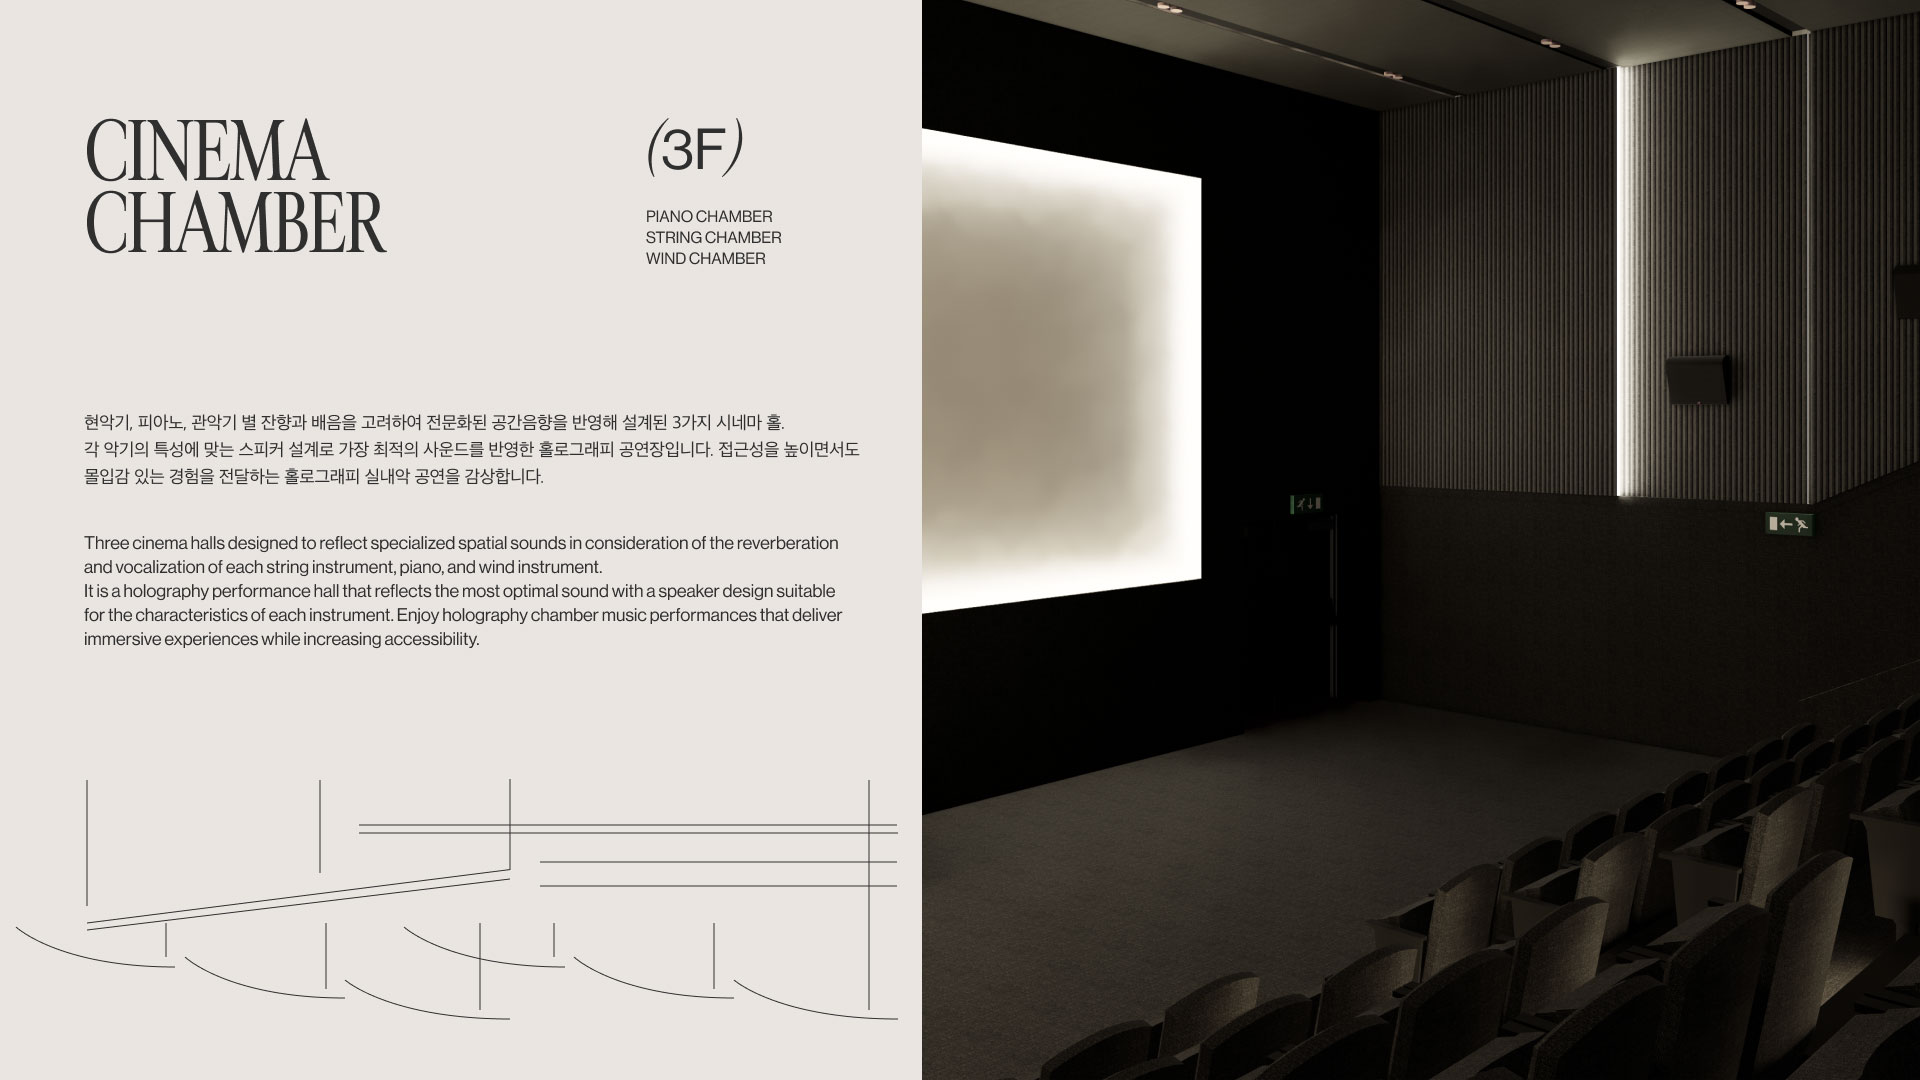 CINEMA
CHAMBER
(3F)
PIANO CHAMBER
STRING CHAMBER
WIND CHAMBER
현악기, 피아노, 관악기 별 잔향과 배음을 고려하여 전문화된 공간음향을 반영해 설계된 3가지 시네마 홀.
각 악기의 특성에 맞는 스피커 설계로 가장 최적의 사운드를 반영한 홀로그래피 공연장입니다. 접근성을 높이면서도
몰입감 있는 경험을 전달하는 홀로그래피 실내악 공연을 감상합니다.
Three cinema halls designed to reflect specialized spatial sounds in consideration of the reverberation
and vocalization of each string instrument, piano, and wind instrument.
It is a holography performance hall that reflects the most optimal sound with a speaker design suitable
for the characteristics of each instrument. Enjoy holography chamber music performances that deliver
immersive experiences while increasing accessibility.